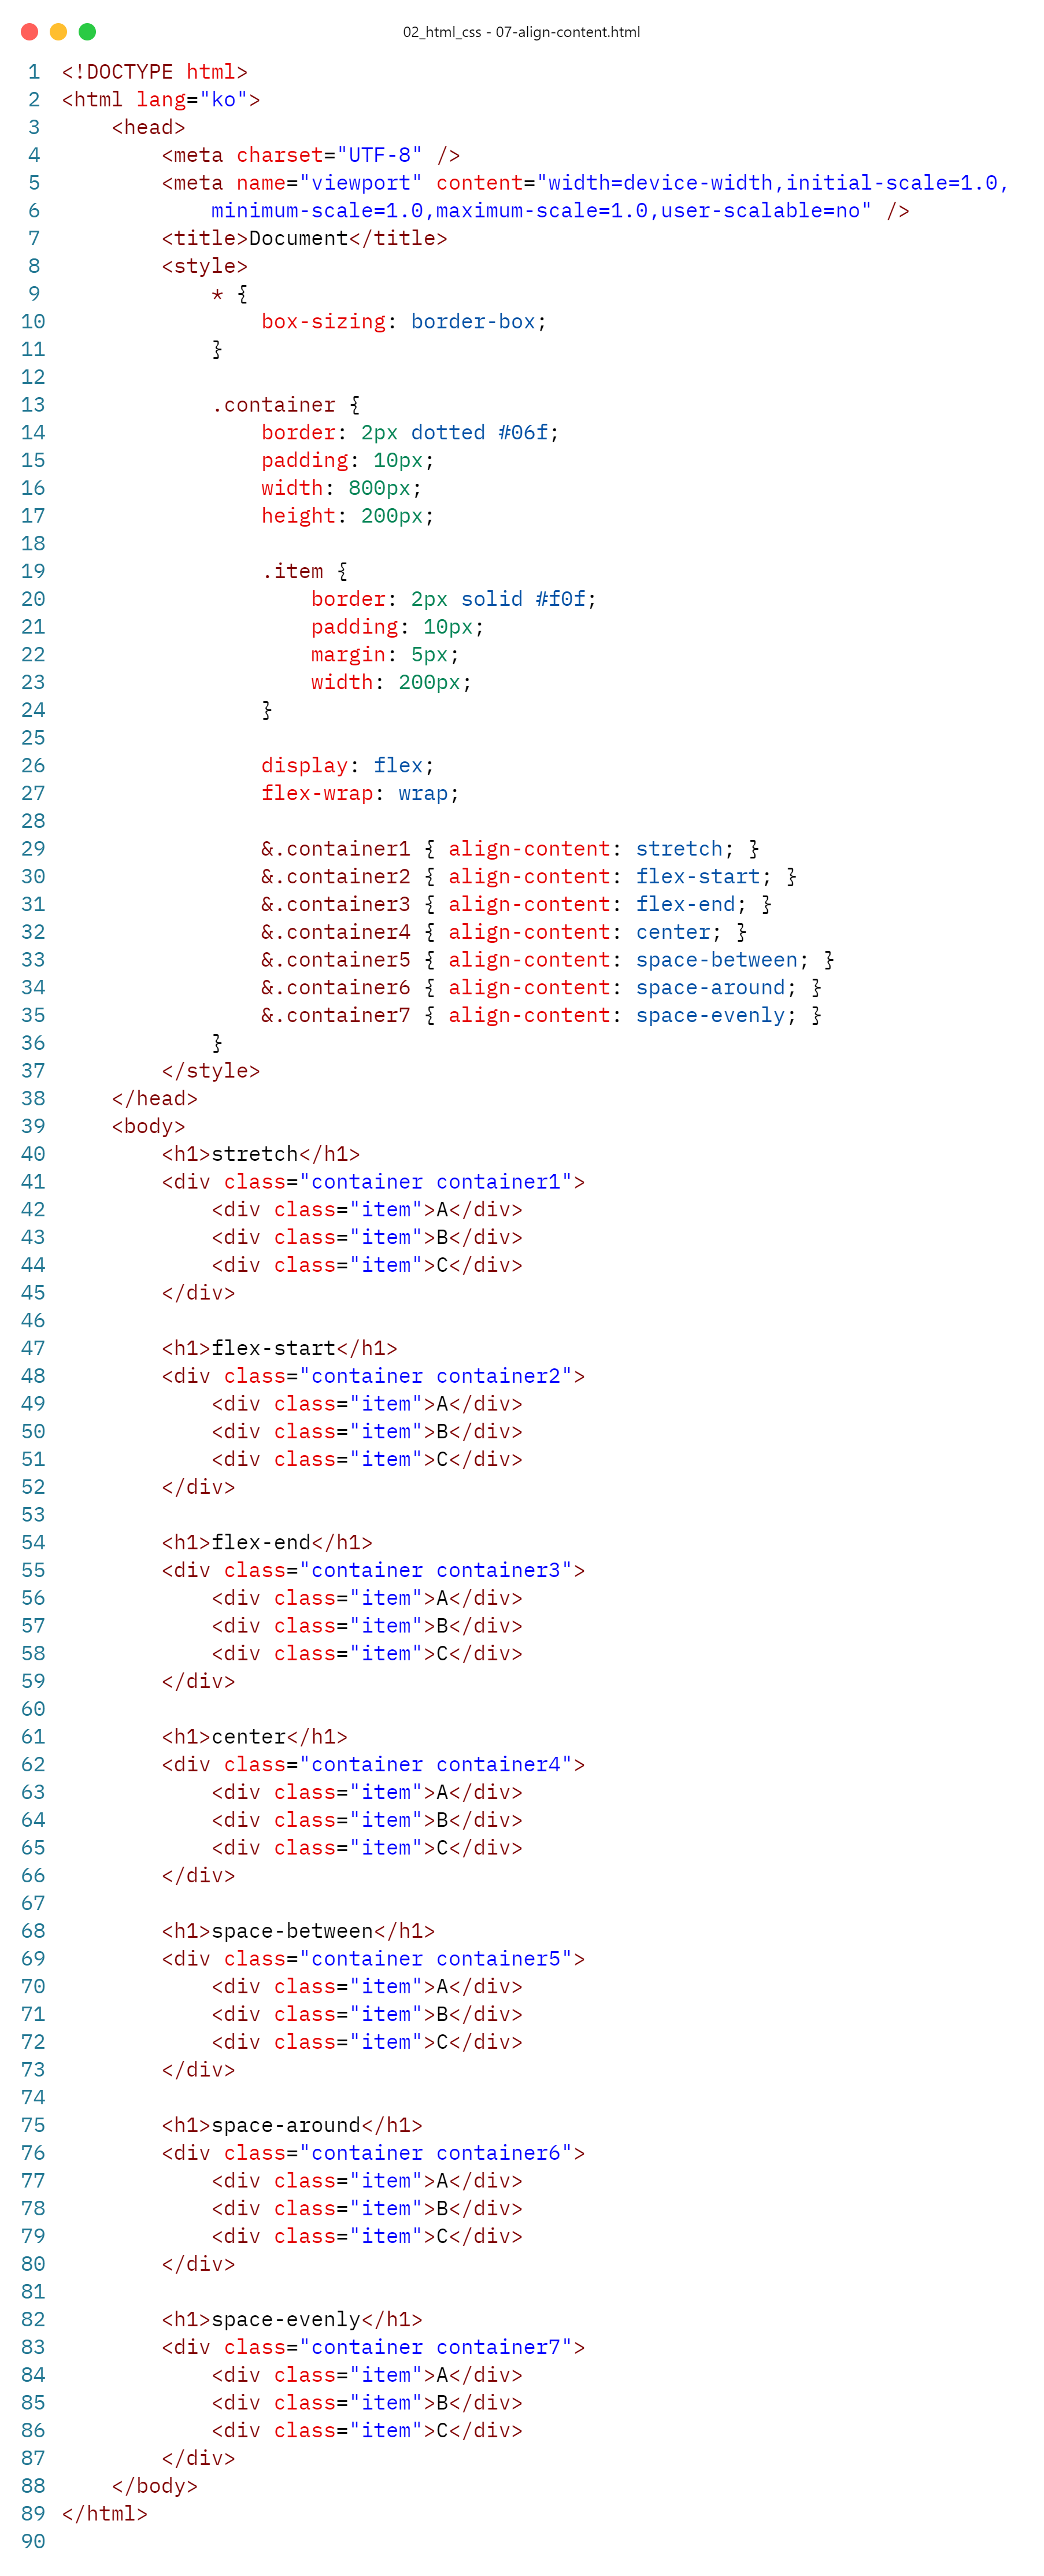 02_html_css - 07-align-content.html
1 <!DOCTYPE html>
2 <html lang="ko">
3     <head>
4         <meta charset="UTF-8" />
5         <meta name="viewport" content="width=device-width,initial-scale=1.0,
6             minimum-scale=1.0,maximum-scale=1.0,user-scalable=no" />
7         <title>Document</title>
8         <style>
9             * {
10                 box-sizing: border-box;
11             }
12
13             .container {
14                 border: 2px dotted #06f;
15                 padding: 10px;
16                 width: 800px;
17                 height: 200px;
18
19                 .item {
20                     border: 2px solid #f0f;
21                     padding: 10px;
22                     margin: 5px;
23                     width: 200px;
24                 }
25
26                 display: flex;
27                 flex-wrap: wrap;
28
29                 &.container1 { align-content: stretch; }
30                 &.container2 { align-content: flex-start; }
31                 &.container3 { align-content: flex-end; }
32                 &.container4 { align-content: center; }
33                 &.container5 { align-content: space-between; }
34                 &.container6 { align-content: space-around; }
35                 &.container7 { align-content: space-evenly; }
36             }
37         </style>
38     </head>
39     <body>
40         <h1>stretch</h1>
41         <div class="container container1">
42             <div class="item">A</div>
43             <div class="item">B</div>
44             <div class="item">C</div>
45         </div>
46
47         <h1>flex-start</h1>
48         <div class="container container2">
49             <div class="item">A</div>
50             <div class="item">B</div>
51             <div class="item">C</div>
52         </div>
53
54         <h1>flex-end</h1>
55         <div class="container container3">
56             <div class="item">A</div>
57             <div class="item">B</div>
58             <div class="item">C</div>
59         </div>
60
61         <h1>center</h1>
62         <div class="container container4">
63             <div class="item">A</div>
64             <div class="item">B</div>
65             <div class="item">C</div>
66         </div>
67
68         <h1>space-between</h1>
69         <div class="container container5">
70             <div class="item">A</div>
71             <div class="item">B</div>
72             <div class="item">C</div>
73         </div>
74
75         <h1>space-around</h1>
76         <div class="container container6">
77             <div class="item">A</div>
78             <div class="item">B</div>
79             <div class="item">C</div>
80         </div>
81
82         <h1>space-evenly</h1>
83         <div class="container container7">
84             <div class="item">A</div>
85             <div class="item">B</div>
86             <div class="item">C</div>
87         </div>
88     </body>
89 </html>
90